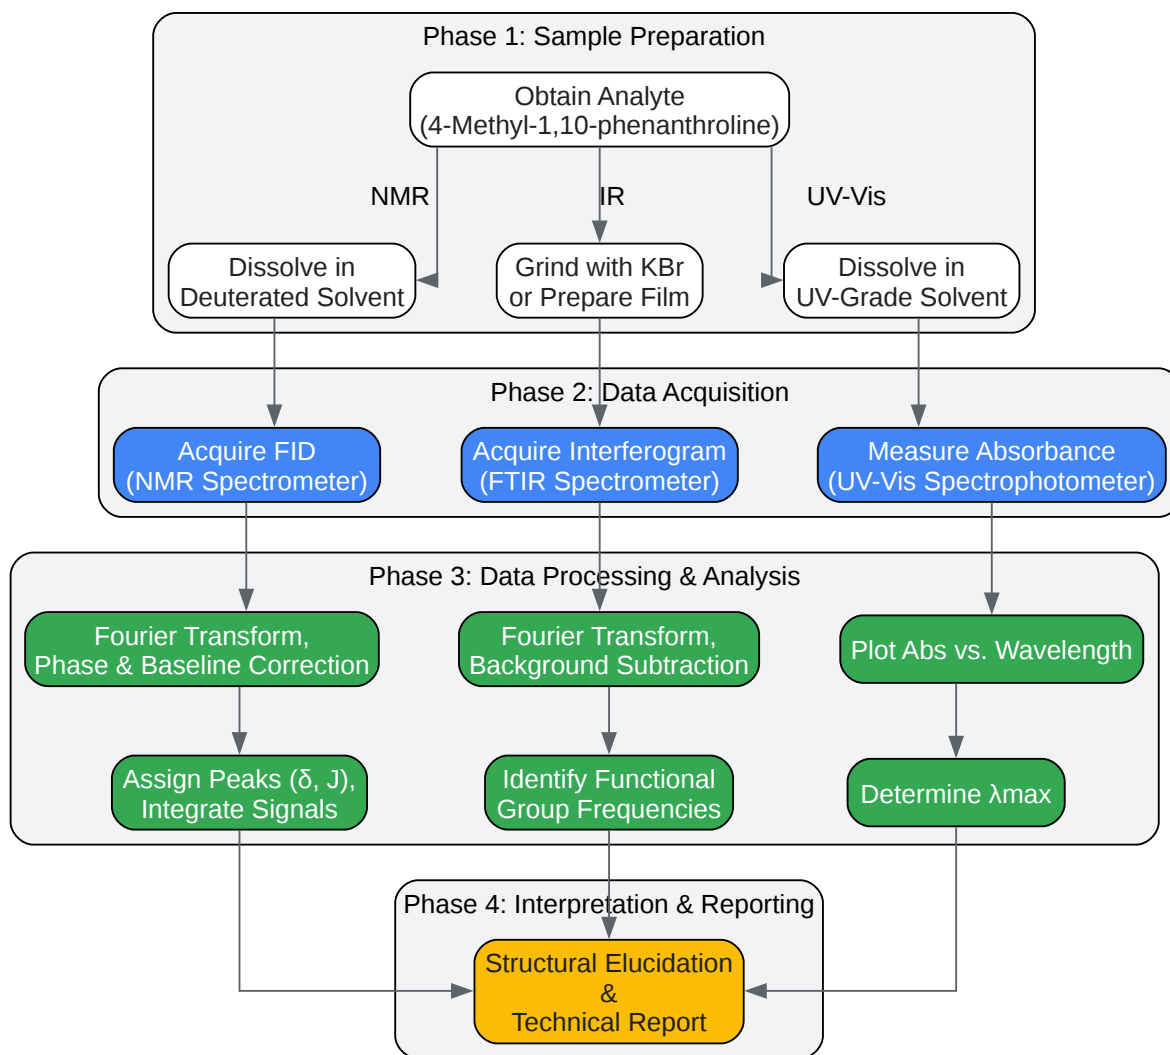 Phase 1: Sample Preparation
Obtain Analyte
(4-Methyl-1,10-phenanthroline)
NMR
IR
UV-Vis
Dissolve in
Deuterated Solvent
Grind with KBr
or Prepare Film
Dissolve in
UV-Grade Solvent
Phase 2: Data Acquisition
Acquire FID
(NMR Spectrometer)
Acquire Interferogram
(FTIR Spectrometer)
Measure Absorbance
(UV-Vis Spectrophotometer)
Phase 3: Data Processing & Analysis
Fourier Transform,
Phase & Baseline Correction
Fourier Transform,
Background Subtraction
Plot Abs vs. Wavelength
Assign Peaks (δ, J),
Integrate Signals
Identify Functional
Group Frequencies
Determine λmax
Phase 4: Interpretation & Reporting
Structural Elucidation
&
Technical Report